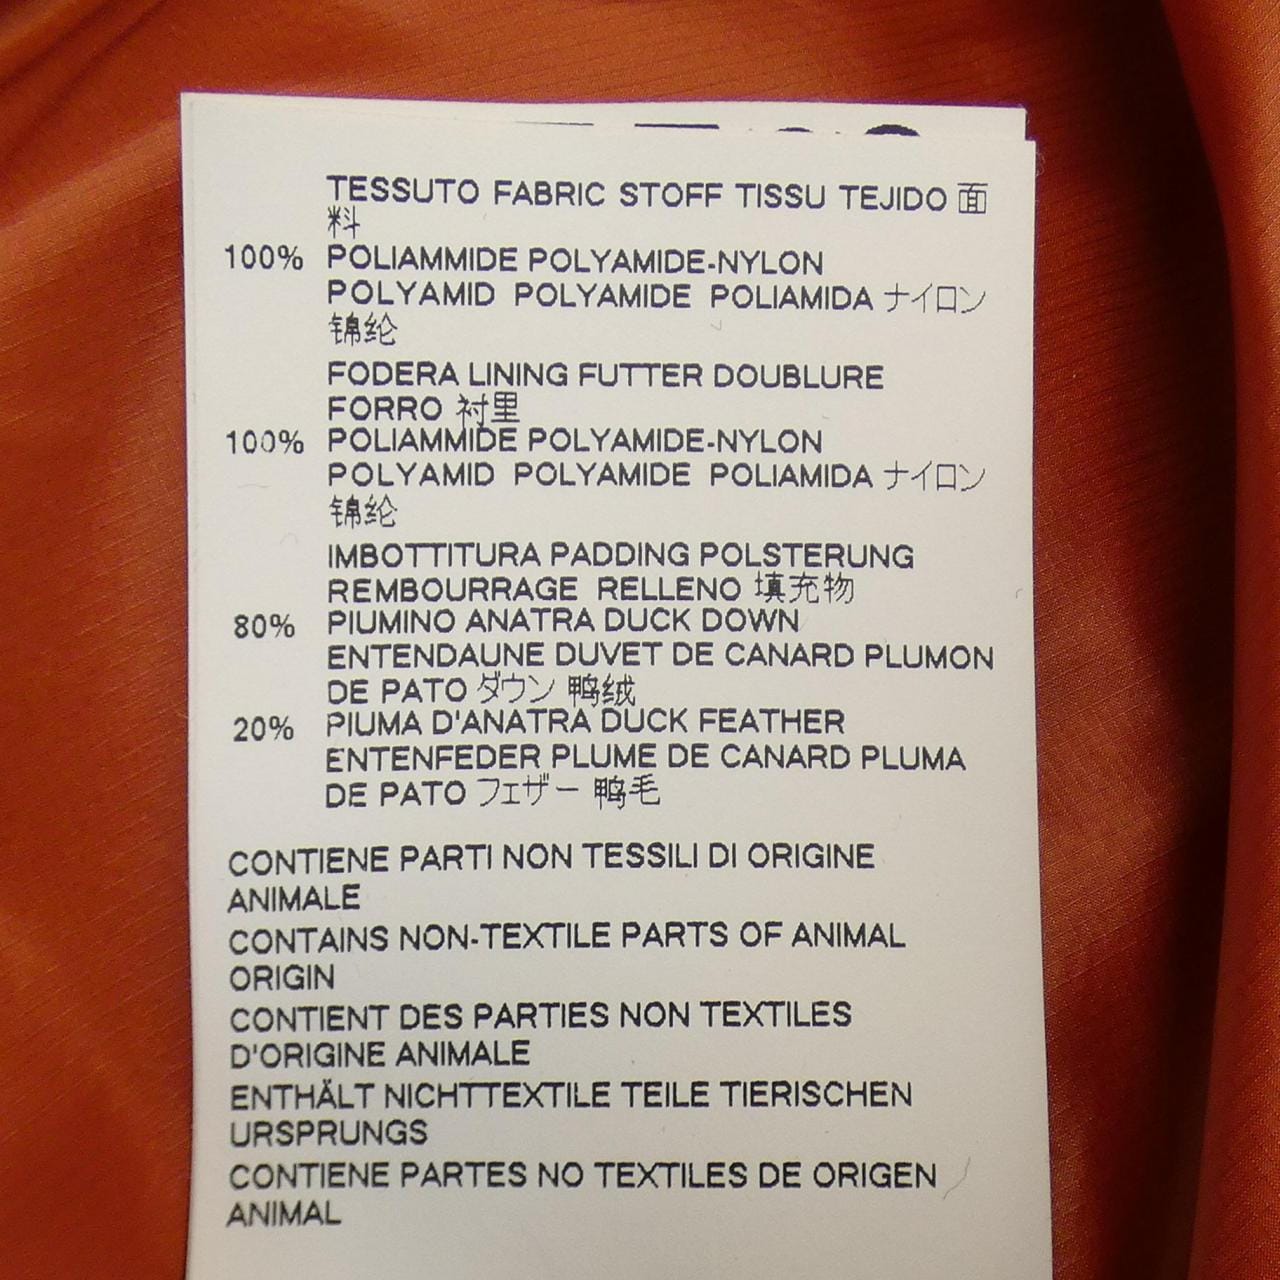 TESSUTO FABRIC STOFF TISSU TEJIDO 面
料
100% POLIAMMIDE POLYAMIDE-NYLON
POLYAMID POLYAMIDE POLIAMIDA ナイロン
锦纶
FODERA LINING FUTTER DOUBLURE
FORRO 衬里
100% POLIAMMIDE POLYAMIDE-NYLON
POLYAMID POLYAMIDE POLIAMIDA ナイロン
锦纶
IMBOTTITURA PADDING POLSTERUNG
REMBOURRAGE RELLENO 填充物
80% PIUMINO ANATRA DUCK DOWN
ENTENDAUNE DUVET DE CANARD PLUMON
DE PATO ダウン 鸭绒
20% PIUMA D'ANATRA DUCK FEATHER
ENTENFEDER PLUME DE CANARD PLUMA
DE PATO フェザー 鸭毛
CONTIENE PARTI NON TESSILI DI ORIGINE
ANIMALE
CONTAINS NON-TEXTILE PARTS OF ANIMAL
ORIGIN
CONTIENT DES PARTIES NON TEXTILES
D'ORIGINE ANIMALE
ENTHÄLT NICHTTEXTILE TEILE TIERISCHEN
URSPRUNGS
CONTIENE PARTES NO TEXTILES DE ORIGEN
ANIMAL